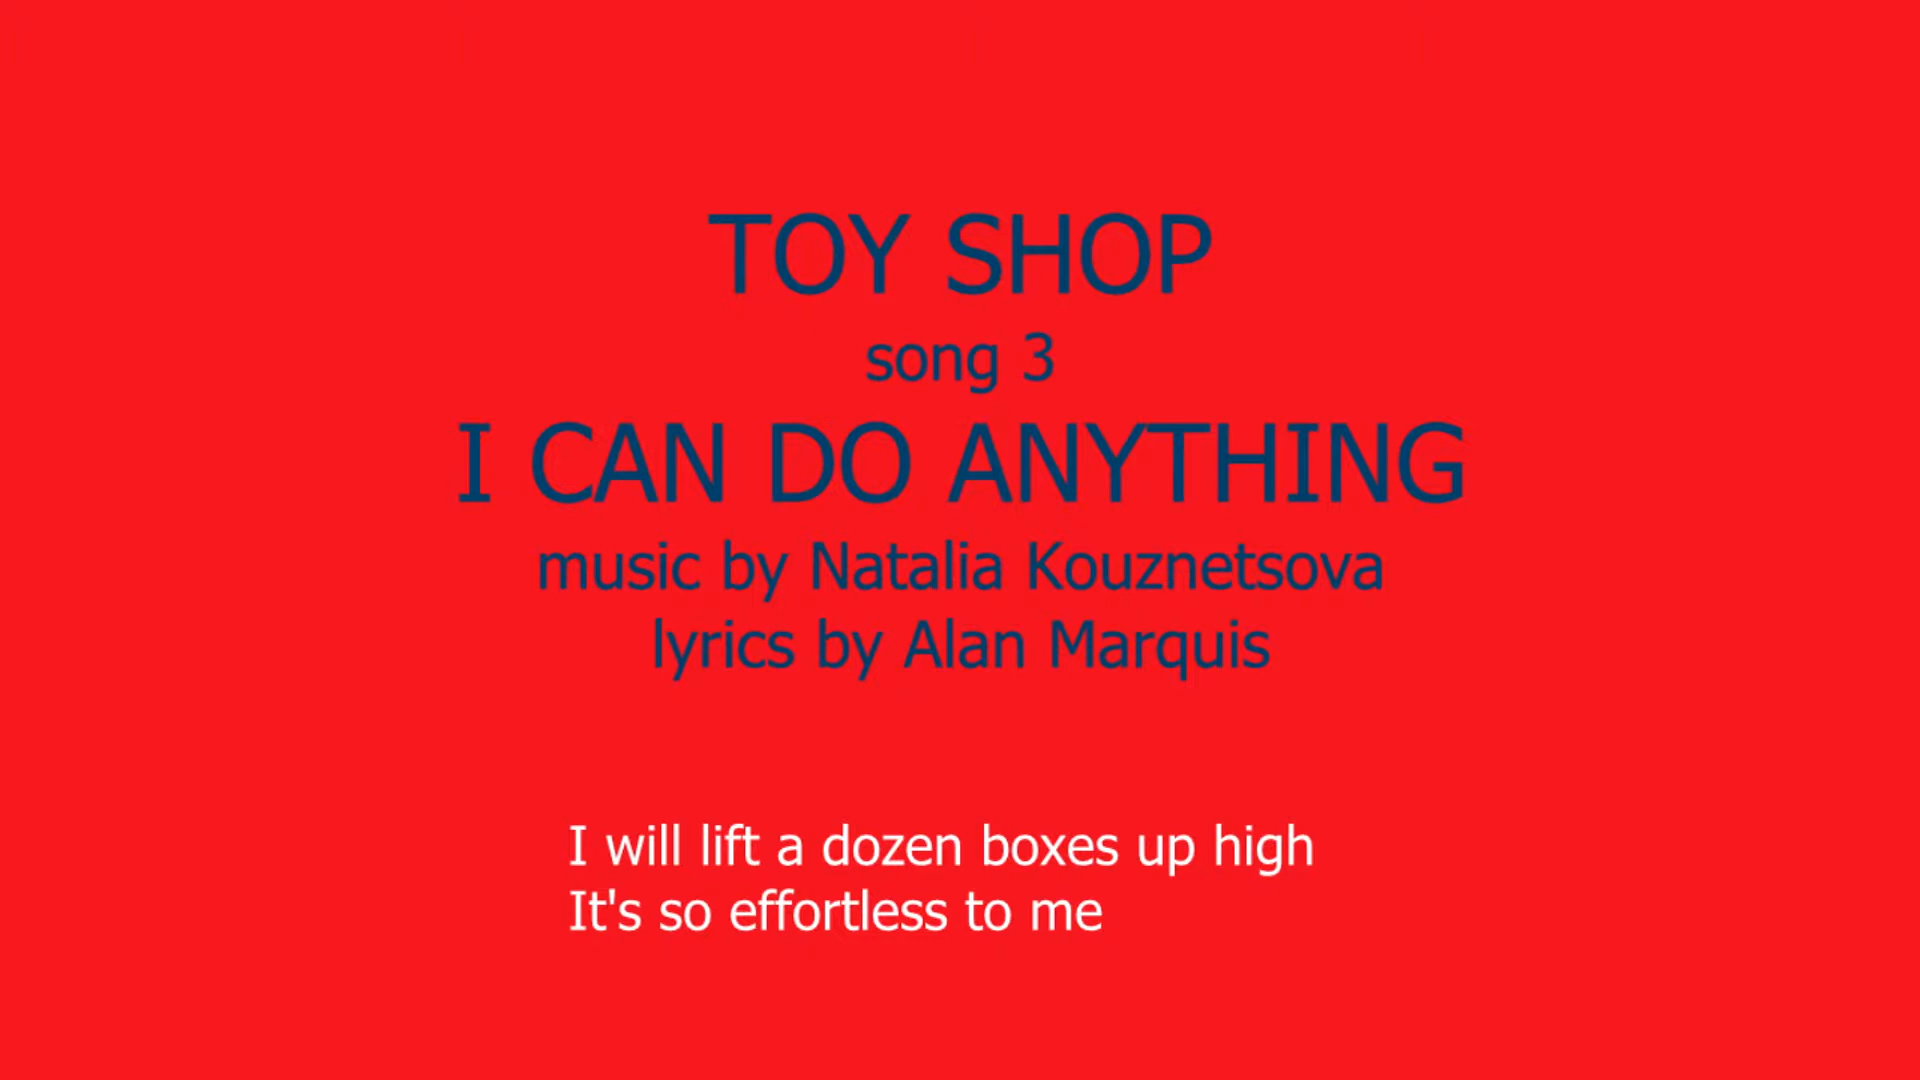 TOY SHOP
song 3
I CAN DO ANYTHING
music by Natalia Kouznetsova
lyrics by Alan Marquis
I will lift a dozen boxes up high
It's so effortless to me